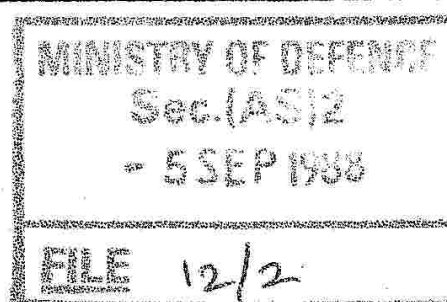 MINISTRY OF DEFENCE
Sec.(AS)2
- 5 SEP 1988
FILE 12/2